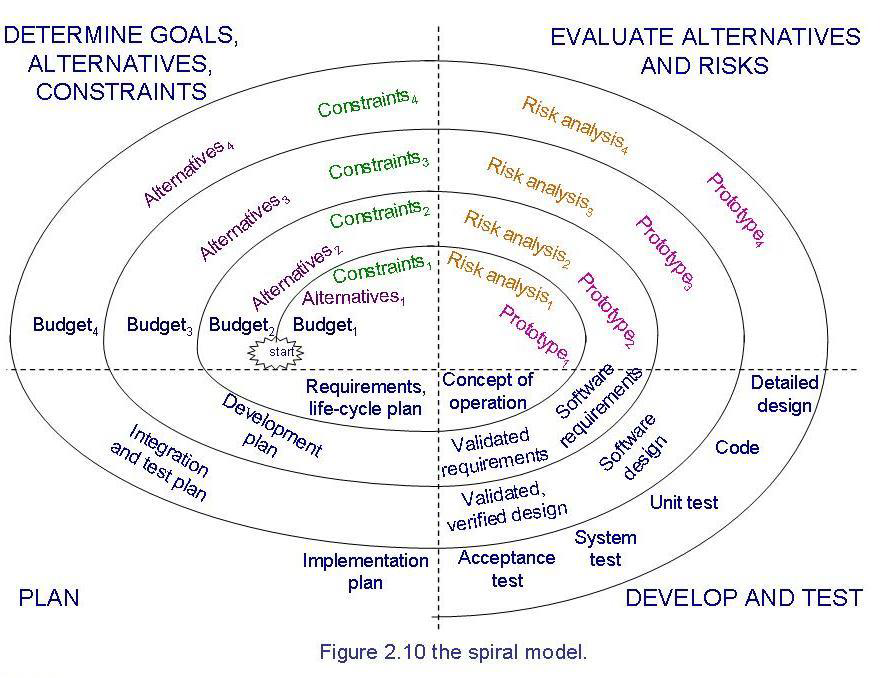 DETERMINE GOALS,
ALTERNATIVES,
CONSTRAINTS
EVALUATE ALTERNATIVES
AND RISKS
Constraints4
Alternatives4
Constraints3
Alternatives3
Constraints2
Alternatives2
Constraints1
Alternatives1
Budget4
Budget3
Budget2
Budget1
start
Risk analysis4
Risk analysis3
Risk analysis2
Risk analysis1
Prototype4
Prototype3
Prototype2
Prototype1
Requirements,
life-cycle plan
Development
plan
Integration
and test plan
Implementation
plan
Concept of
operation
Software
requirements
Validated
requirements
Software
design
Validated,
verified design
Detailed
design
Code
Unit test
System
test
Acceptance
test
PLAN
DEVELOP AND TEST
Figure 2.10 the spiral model.